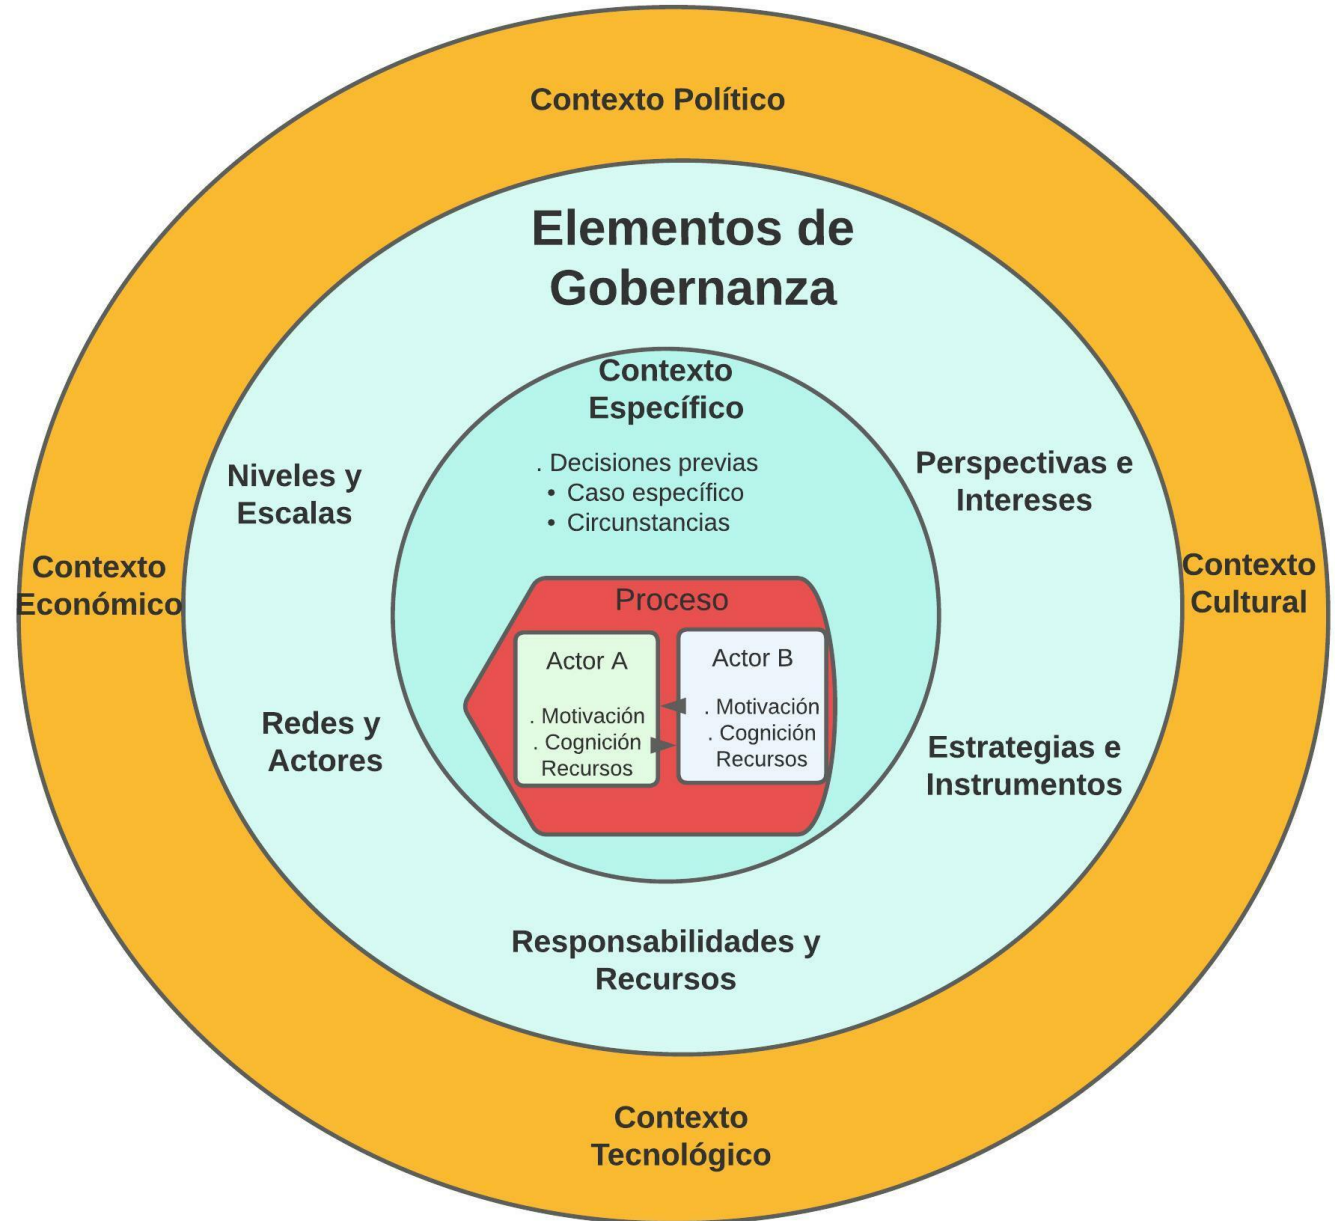 Contexto Político
Elementos de
Gobernanza
Contexto
Específico
. Decisiones previas
• Caso específico
• Circunstancias
Niveles y
Escalas
Perspectivas e
Intereses
Contexto
Económico
Contexto
Cultural
Proceso
Actor A
. Motivación
. Cognición
Recursos
Actor B
. Motivación
. Cognición
Recursos
Redes y
Actores
Estrategias e
Instrumentos
Responsabilidades y
Recursos
Contexto
Tecnológico